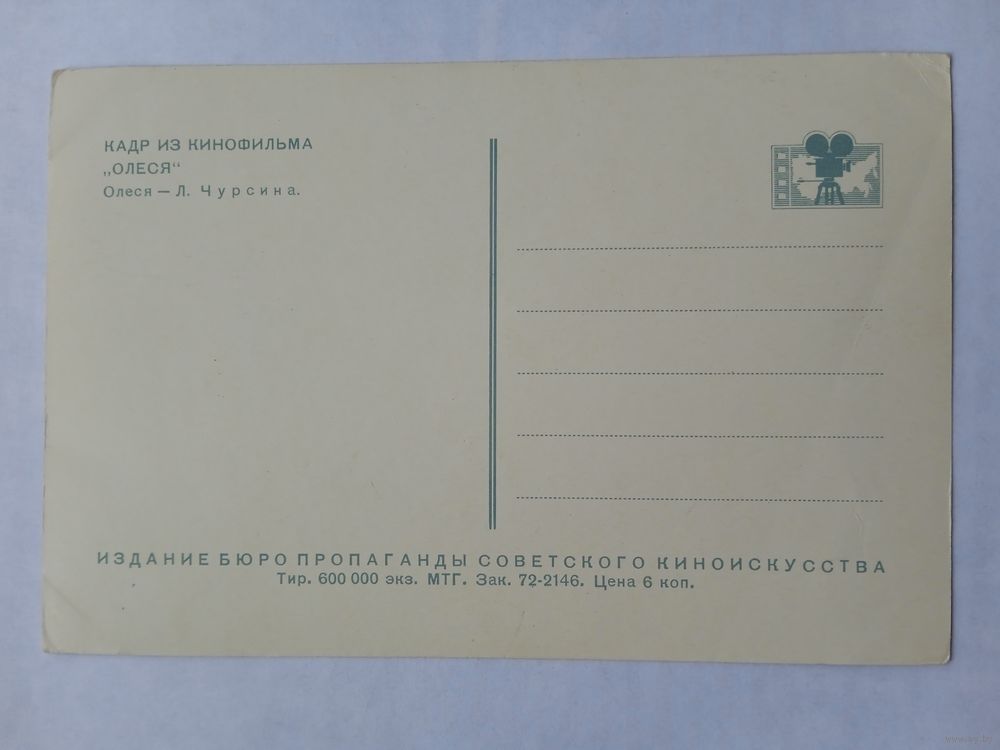 КАДР ИЗ КИНОФИЛЬМА
„ОЛЕСЯ“
Олеся — Л. Чурсина.
ИЗДАНИЕ БЮРО ПРОПАГАНДЫ СОВЕТСКОГО КИНОИСКУССТВА
Тир. 600 000 экз. МТГ. Зак. 72-2146. Цена 6 коп.